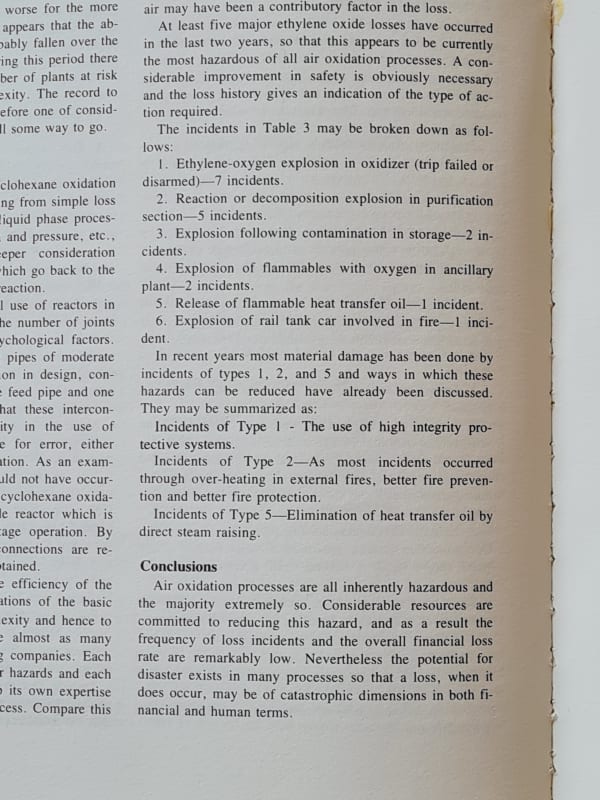 worse for the more
appears that the ab-
bably fallen over the
ing this period there
ber of plants at risk
exity. The record to
efore one of consid-
ll some way to go.
clohexane oxidation
ng from simple loss
liquid phase proces-
and pressure, etc.,
eeper consideration
which go back to the
reaction.
l use of reactors in
he number of joints
ychological factors.
pipes of moderate
ion in design, con-
e feed pipe and one
hat these intercon-
ity in the use of
e for error, either
ation. As an exam-
uld not have occur-
cyclohexane oxida-
le reactor which is
tage operation. By
onnections are re-
otained.
e efficiency of the
ations of the basic
exity and hence to
e almost as many
g companies. Each
r hazards and each
o its own expertise
cess. Compare this
air may have been a contributory factor in the loss.
At least five major ethylene oxide losses have occurred
in the last two years, so that this appears to be currently
the most hazardous of all air oxidation processes. A con-
siderable improvement in safety is obviously necessary
and the loss history gives an indication of the type of ac-
tion required.
The incidents in Table 3 may be broken down as fol-
lows:
1. Ethylene-oxygen explosion in oxidizer (trip failed or
disarmed)—7 incidents.
2. Reaction or decomposition explosion in purification
section—5 incidents.
3. Explosion following contamination in storage—2 in-
cidents.
4. Explosion of flammables with oxygen in ancillary
plant—2 incidents.
5. Release of flammable heat transfer oil—1 incident.
6. Explosion of rail tank car involved in fire—1 inci-
dent.
In recent years most material damage has been done by
incidents of types 1, 2, and 5 and ways in which these
hazards can be reduced have already been discussed.
They may be summarized as:
Incidents of Type 1 - The use of high integrity pro-
tective systems.
Incidents of Type 2—As most incidents occurred
through over-heating in external fires, better fire preven-
tion and better fire protection.
Incidents of Type 5—Elimination of heat transfer oil by
direct steam raising.
Conclusions
Air oxidation processes are all inherently hazardous and
the majority extremely so. Considerable resources are
committed to reducing this hazard, and as a result the
frequency of loss incidents and the overall financial loss
rate are remarkably low. Nevertheless the potential for
disaster exists in many processes so that a loss, when it
does occur, may be of catastrophic dimensions in both fi-
nancial and human terms.